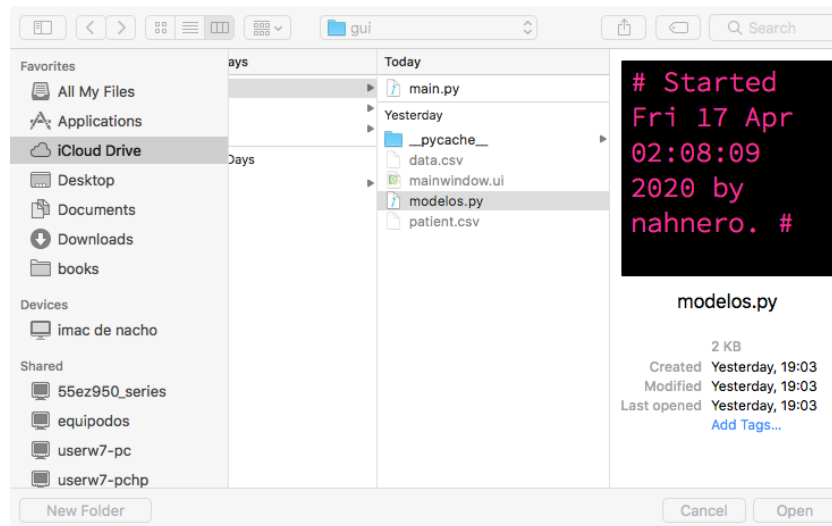 gui
Search
Favorites
All My Files
Applications
iCloud Drive
Desktop
Documents
Downloads
books
Devices
imac de nacho
Shared
55ez950_series
equipodos
userw7-pc
userw7-pchp
ays
Days
Today
main.py
Yesterday
__pycache__
data.csv
mainwindow.ui
modelos.py
patient.csv
# Started
Fri 17 Apr
02:08:09
2020 by
nahnero. #
modelos.py
2 KB
Created Yesterday, 19:03
Modified Yesterday, 19:03
Last opened Yesterday, 19:03
Add Tags...
New Folder
Cancel
Open